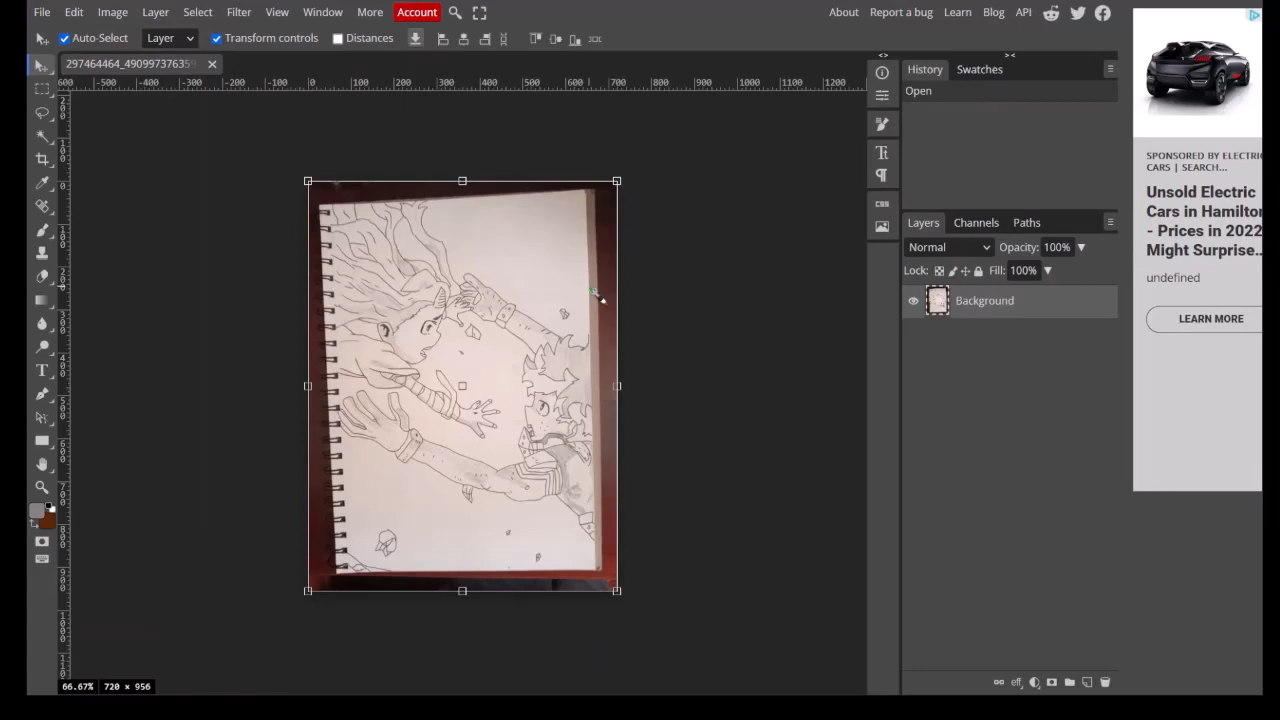 File Edit Image Layer Select Filter View Window More Account About Report a bug Learn Blog API
Auto-Select Layer Transform controls Distances
297464464_4909973763
-500 -400 -300 -200 -100 0 100 200 300 400 500 600 700 800 900 1000 1100 1200
History Swatches
Open
SPONSORED BY ELECTRIC
CARS | SEARCH...
Unsold Electric
Cars in Hamilton
- Prices in 2022
Might Surprise...
undefined
LEARN MORE
Layers Channels Paths
Normal Opacity: 100%
Lock: Fill: 100%
Background
CSS
eff
66.67% 720 × 956